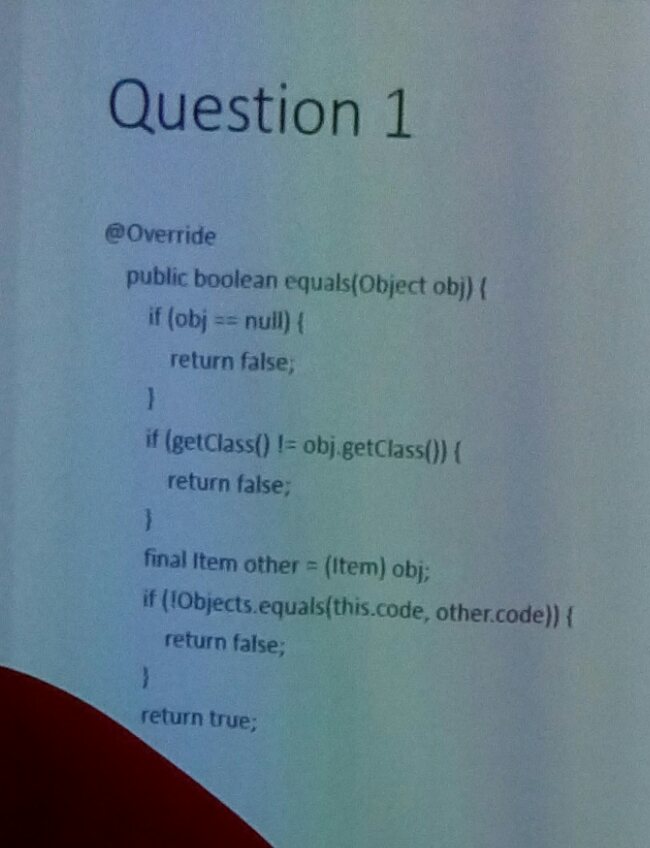 Question 1
@Override
public boolean equals(Object obj) {
if (obj == null) {
return false;
}
if (getClass() != obj.getClass()) {
return false;
}
final Item other = (Item) obj;
if (!Objects.equals(this.code, other.code)) {
return false;
}
return true;